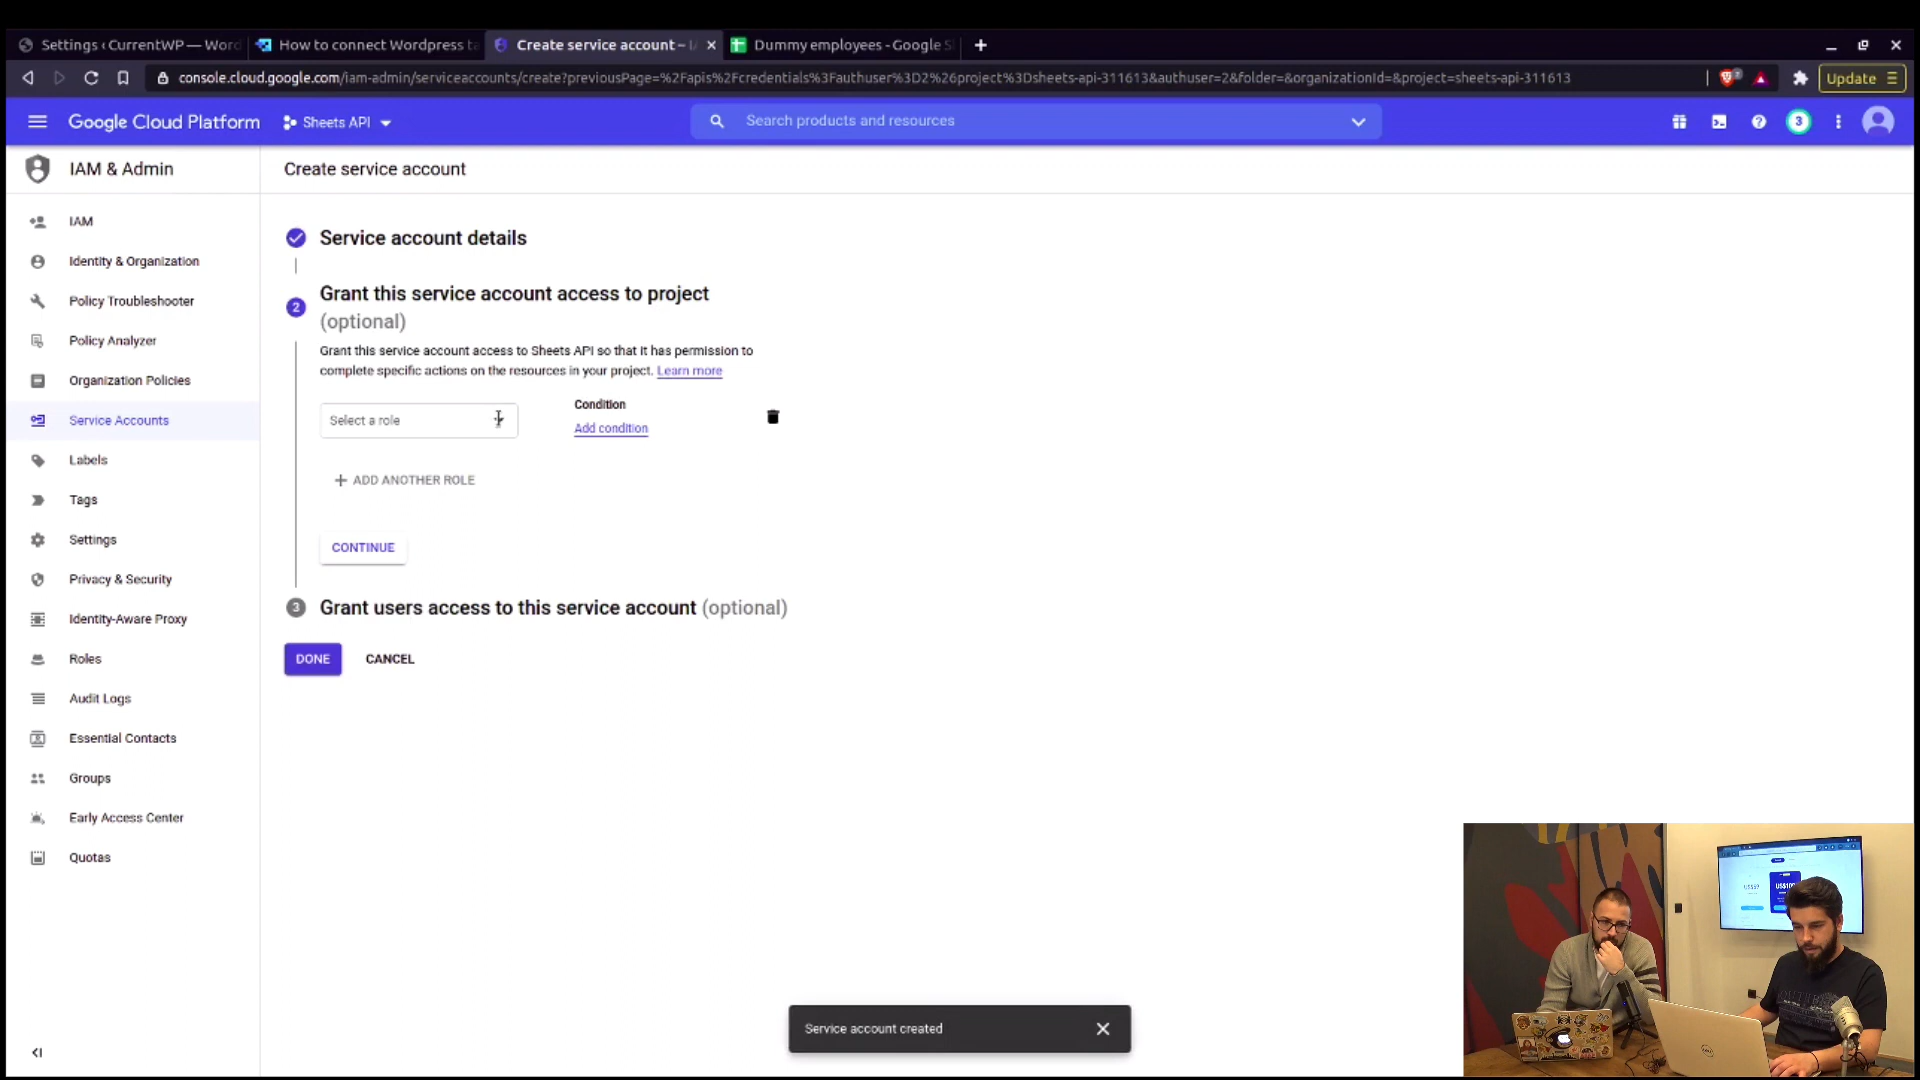 Settings ‹ CurrentWP — Word
How to connect Wordpress ta
Create service account – I
Dummy employees - Google S
console.cloud.google.com/iam-admin/serviceaccounts/create?previousPage=%2Fapis%2Fcredentials%3Fauthuser%3D2%26project%3Dsheets-api-311613&authuser=2&folder=&organizationId=&project=sheets-api-311613
2
Update
Google Cloud Platform
Sheets API
Search products and resources
3
IAM & Admin
Create service account
IAM
Identity & Organization
Policy Troubleshooter
Policy Analyzer
Organization Policies
Service Accounts
Labels
Tags
Settings
Privacy & Security
Identity-Aware Proxy
Roles
Audit Logs
Essential Contacts
Groups
Early Access Center
Quotas
Service account details
2
Grant this service account access to project
(optional)
Grant this service account access to Sheets API so that it has permission to
complete specific actions on the resources in your project. Learn more
Select a role
Condition
Add condition
ADD ANOTHER ROLE
CONTINUE
3
Grant users access to this service account (optional)
DONE
CANCEL
Service account created